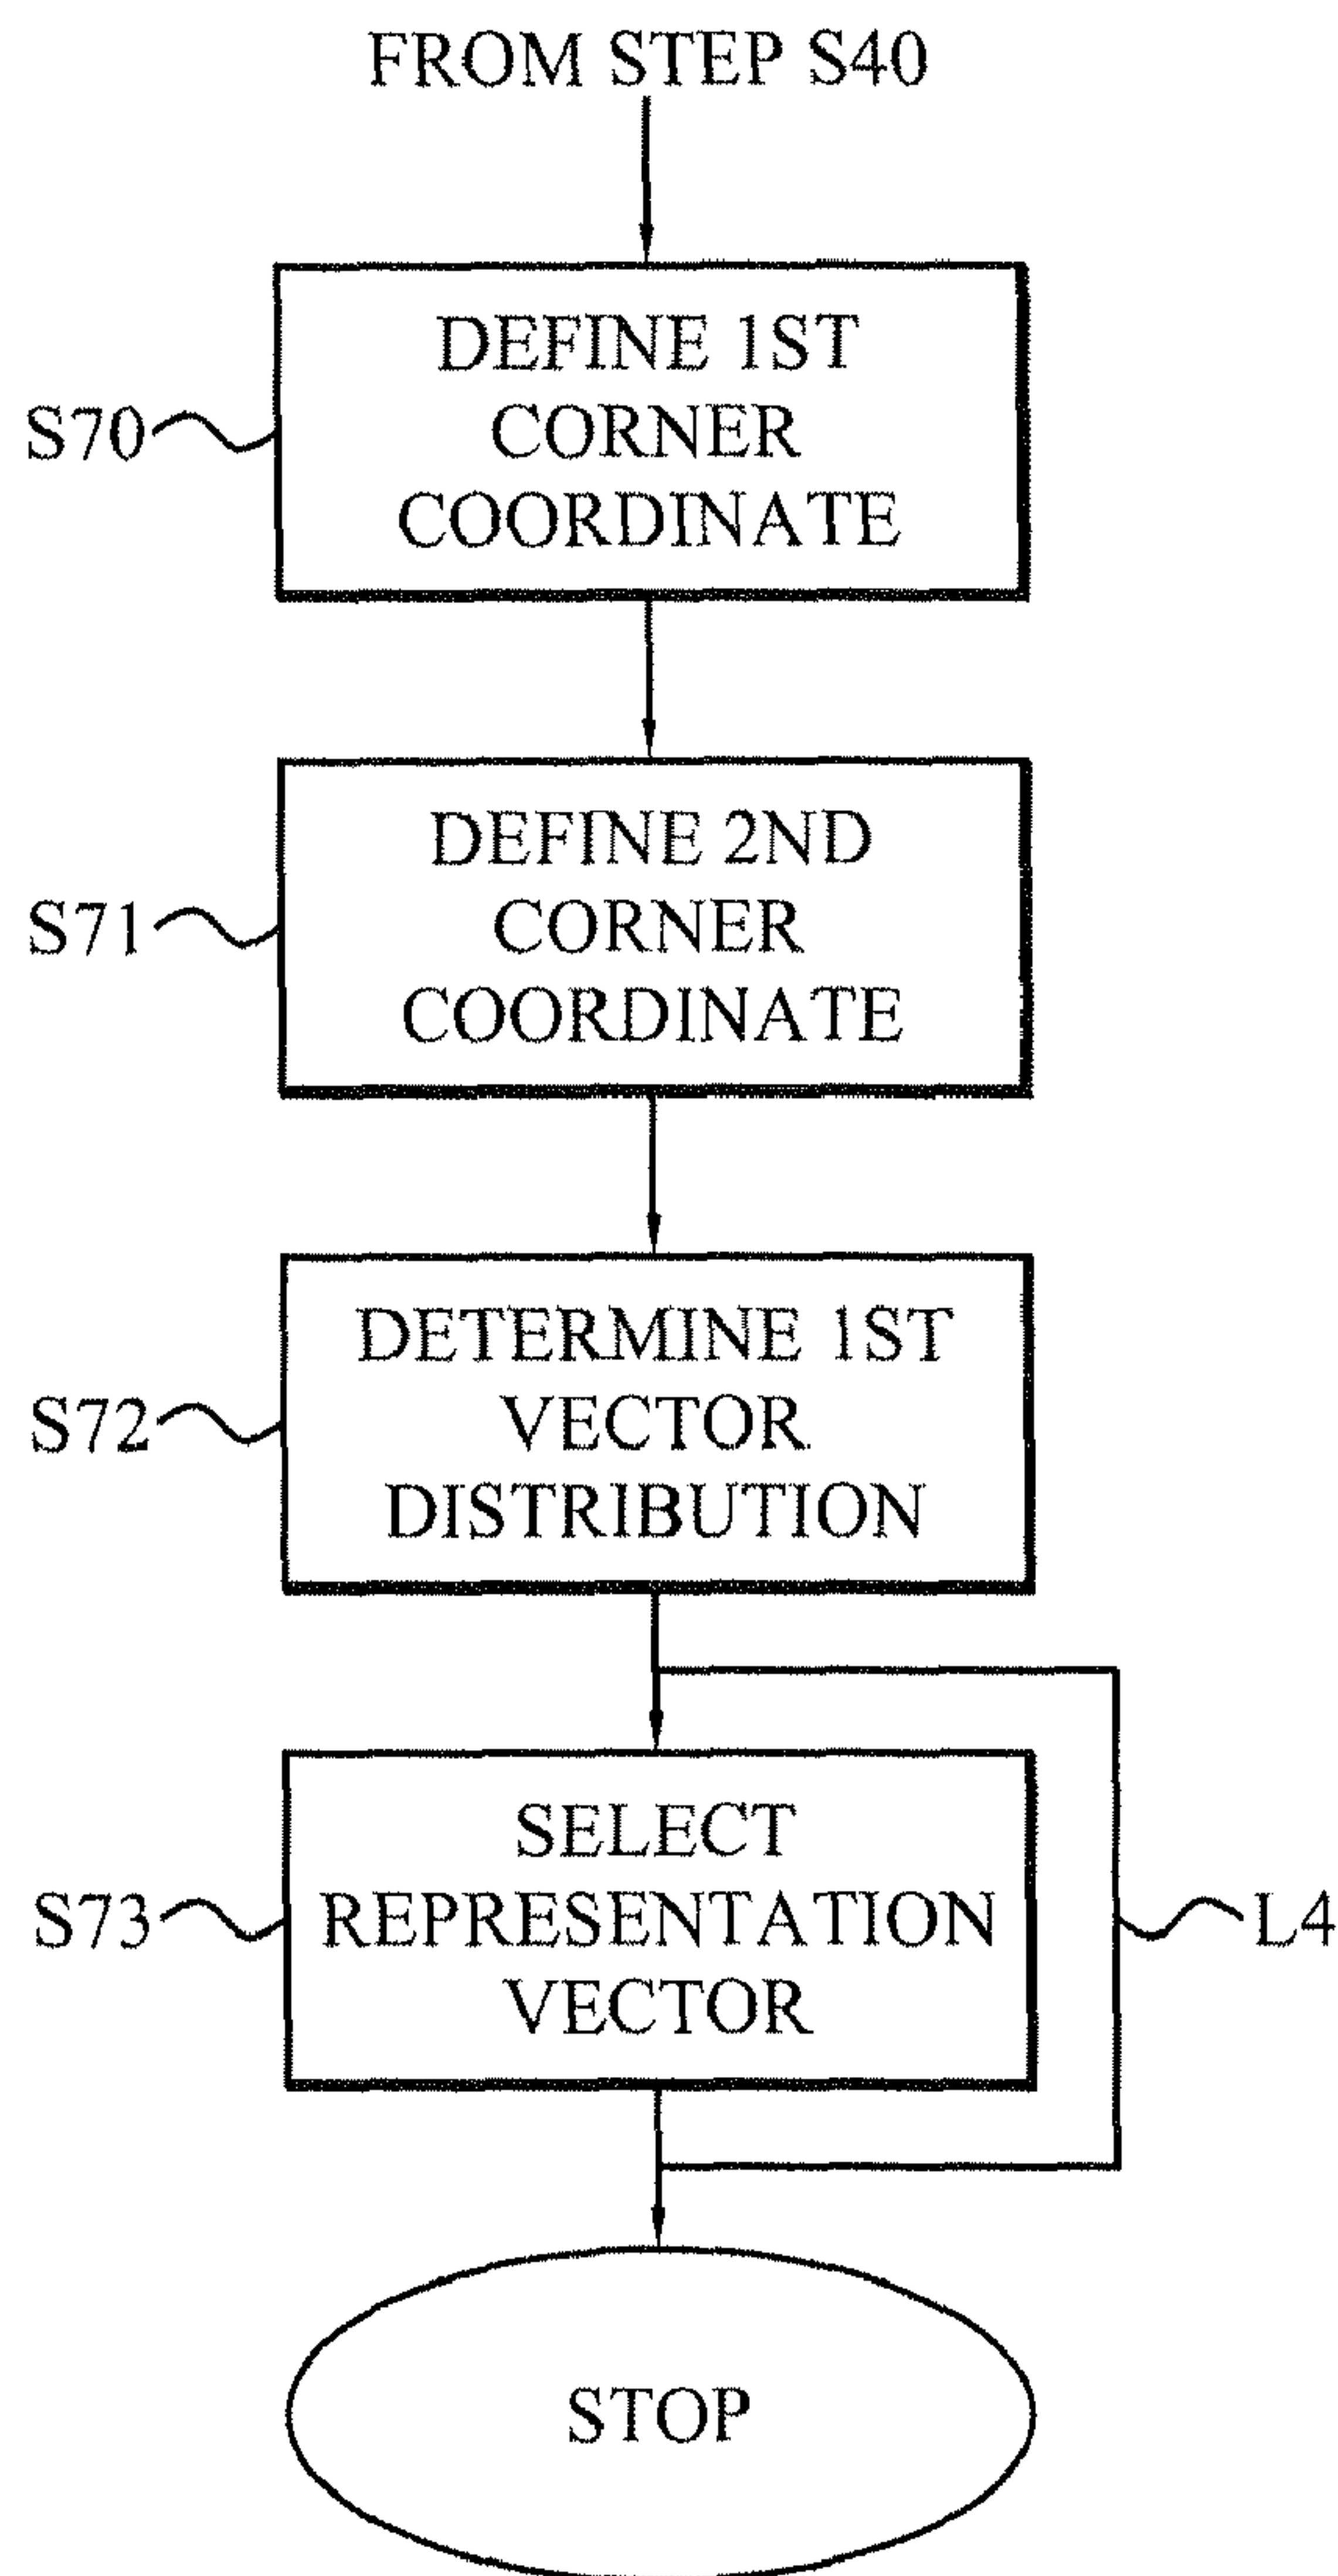 FROM STEP S40
DEFINE 1ST
CORNER
COORDINATE
S70
DEFINE 2ND
CORNER
COORDINATE
S71
DETERMINE 1ST
VECTOR
DISTRIBUTION
S72
SELECT
REPRESENTATION
VECTOR
S73
L4
STOP